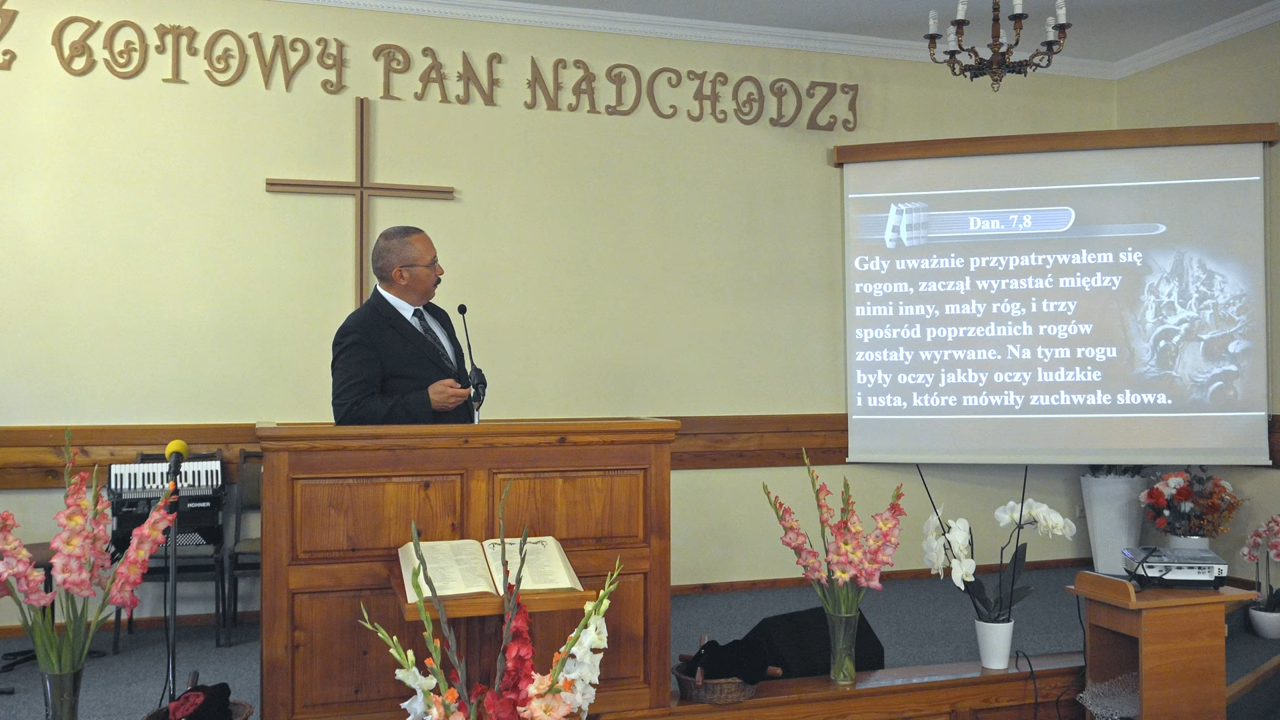 GOTOWY PAN NADCHODZI
Dan. 7,8
Gdy uważnie przypatrywałem się
rogom, zaczął wyrastać między
nimi inny, mały róg, i trzy
spośród poprzednich rogów
zostały wyrwane. Na tym rogu
były oczy jakby oczy ludzkie
i usta, które mówiły zuchwałe słowa.
HOHNER